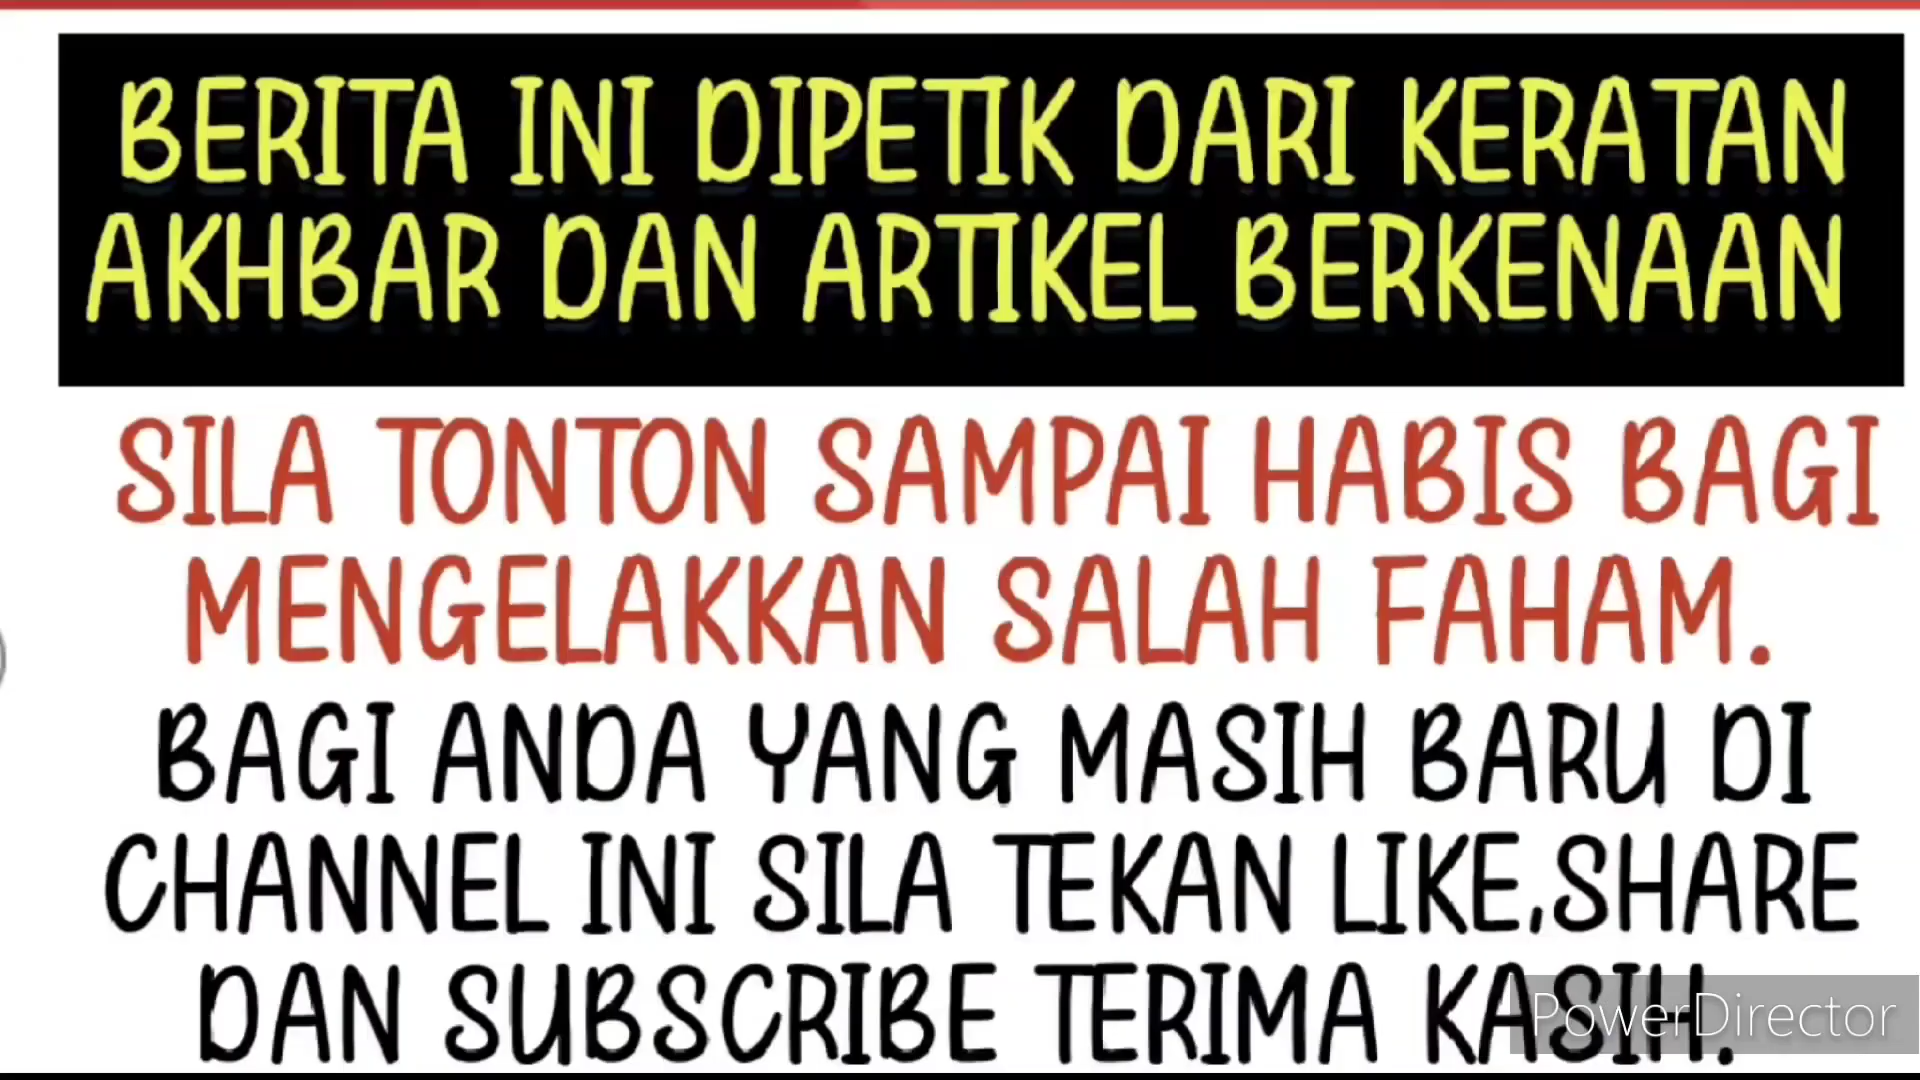 BERITA INI DIPETIK DARI KERATAN
AKHBAR DAN ARTIKEL BERKENAAN
SILA TONTON SAMPAI HABIS BAGI
MENGELAKKAN SALAH FAHAM.
BAGI ANDA YANG MASIH BARU DI
CHANNEL INI SILA TEKAN LIKE,SHARE
DAN SUBSCRIBE TERIMA KASIH.
PowerDirector